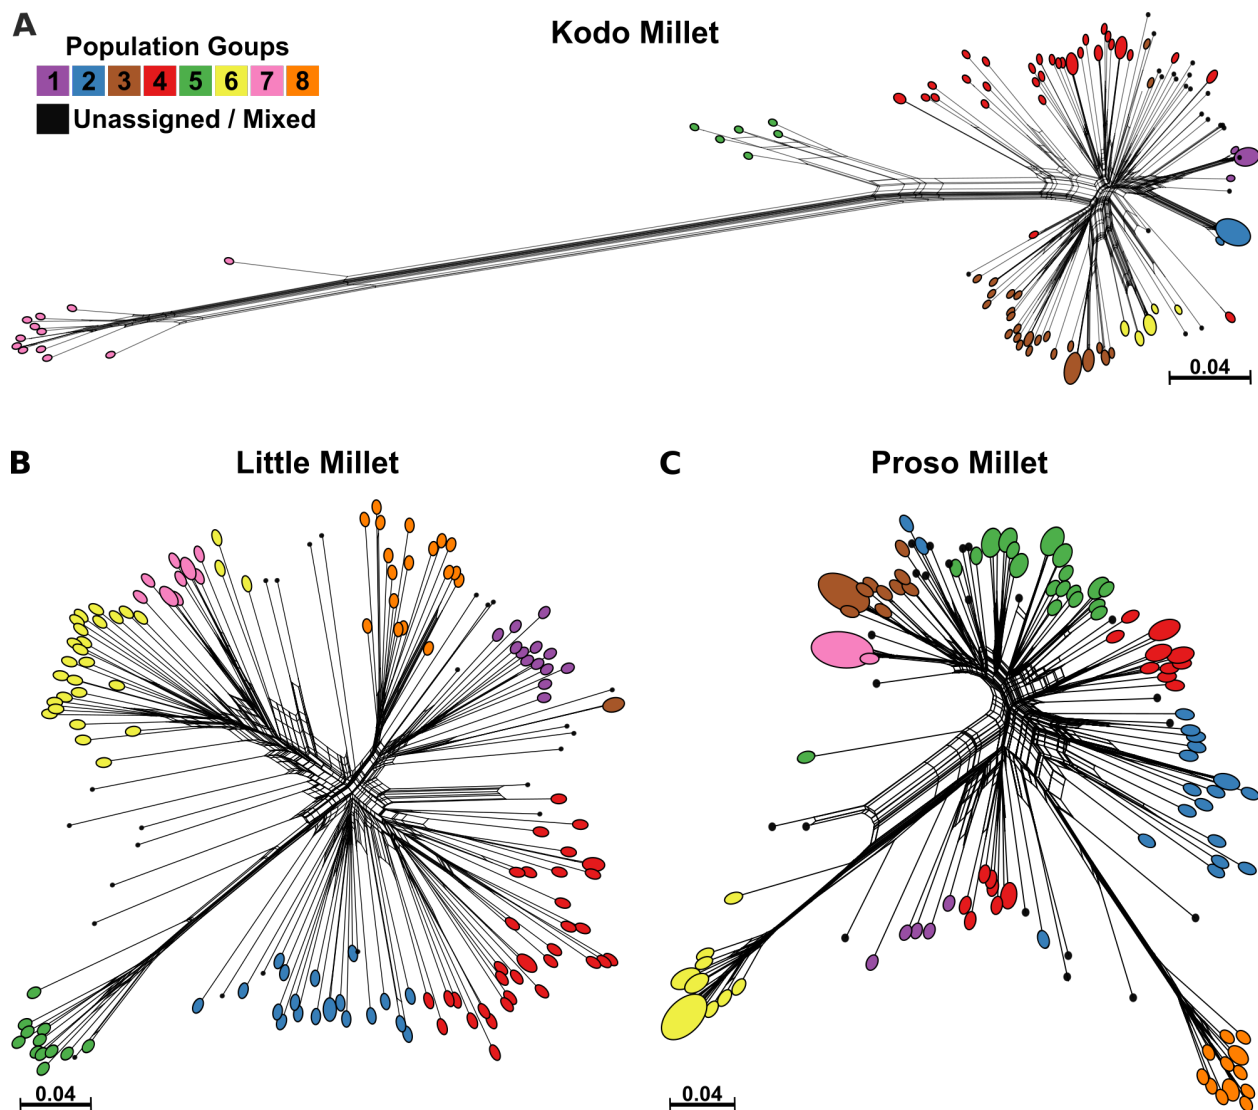 A
Kodo Millet
Population Goups
1 2 3 4 5 6 7 8
Unassigned / Mixed
0.04
B
Little Millet
C
Proso Millet
0.04
0.04